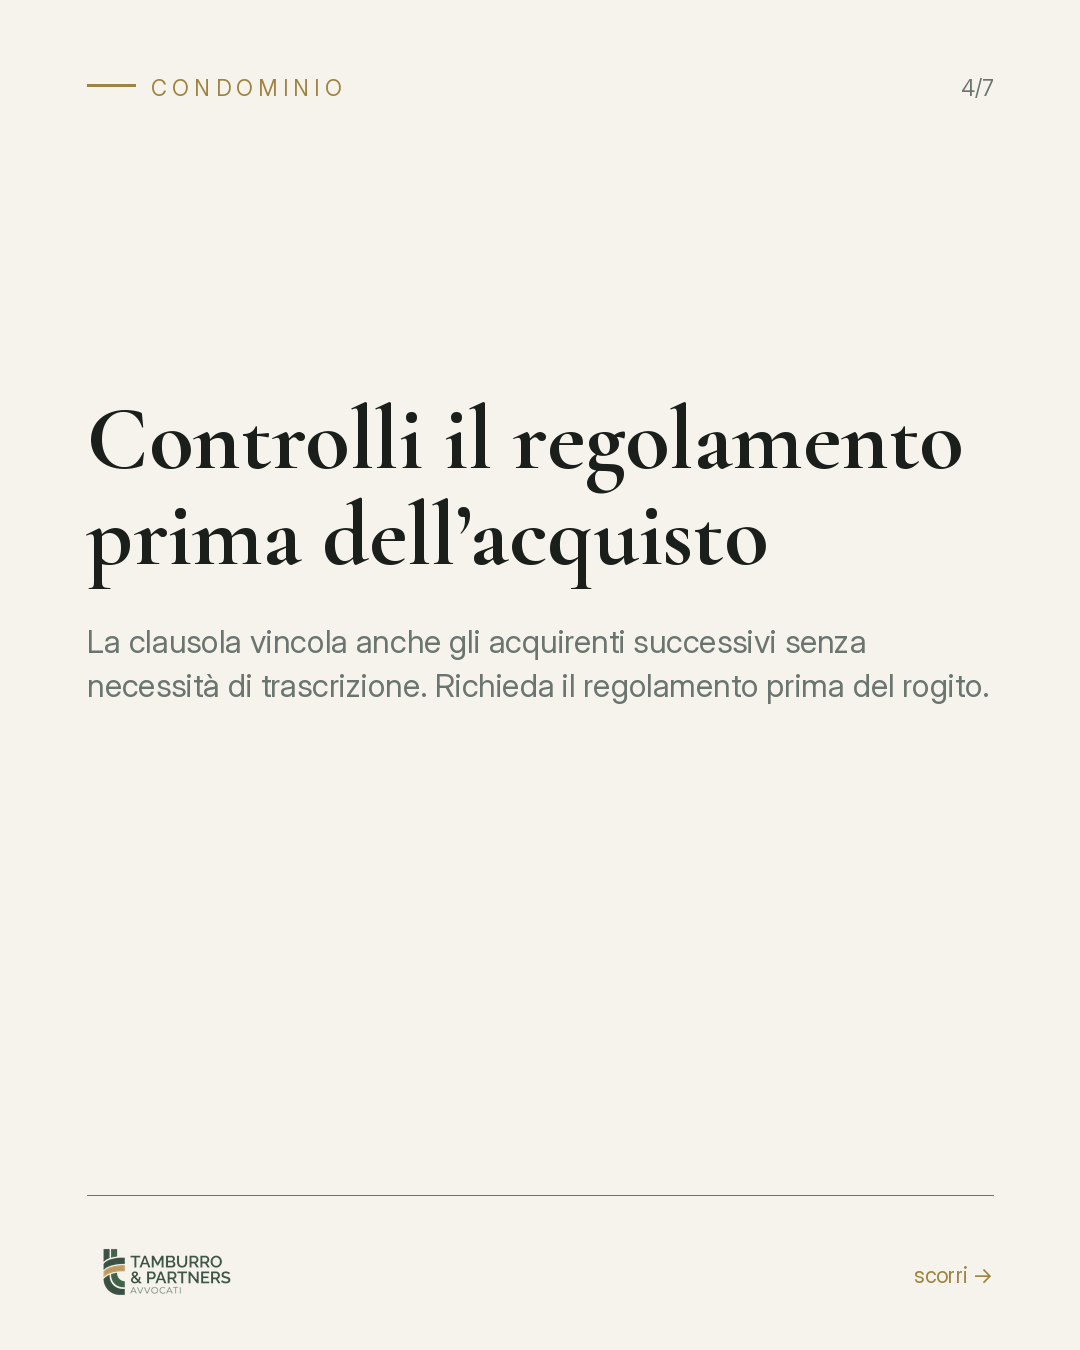 CONDOMINIO
4/7
Controlli il regolamento
prima dell’acquisto
La clausola vincola anche gli acquirenti successivi senza
necessità di trascrizione. Richieda il regolamento prima del rogito.
TAMBURRO
& PARTNERS
AVVOCATI
scorri →